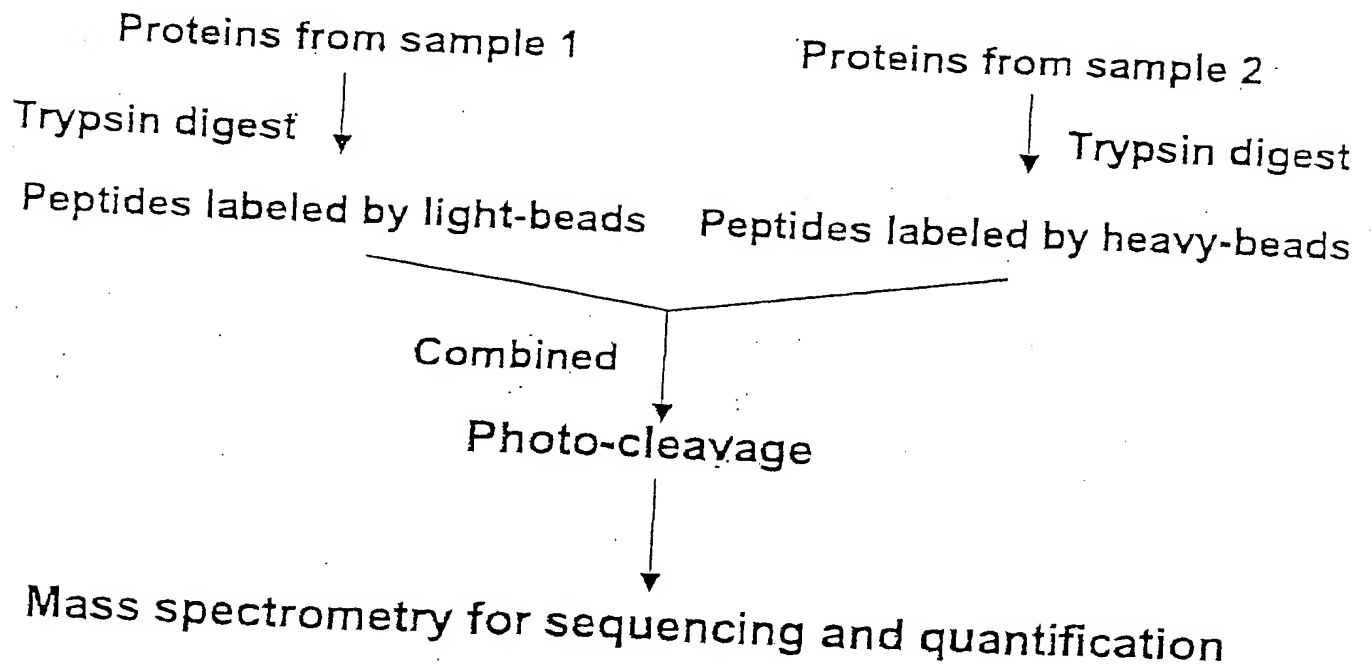 Proteins from sample 1
Proteins from sample 2
Trypsin digest
Trypsin digest
Peptides labeled by light-beads
Peptides labeled by heavy-beads
Combined
Photo-cleavage
Mass spectrometry for sequencing and quantification